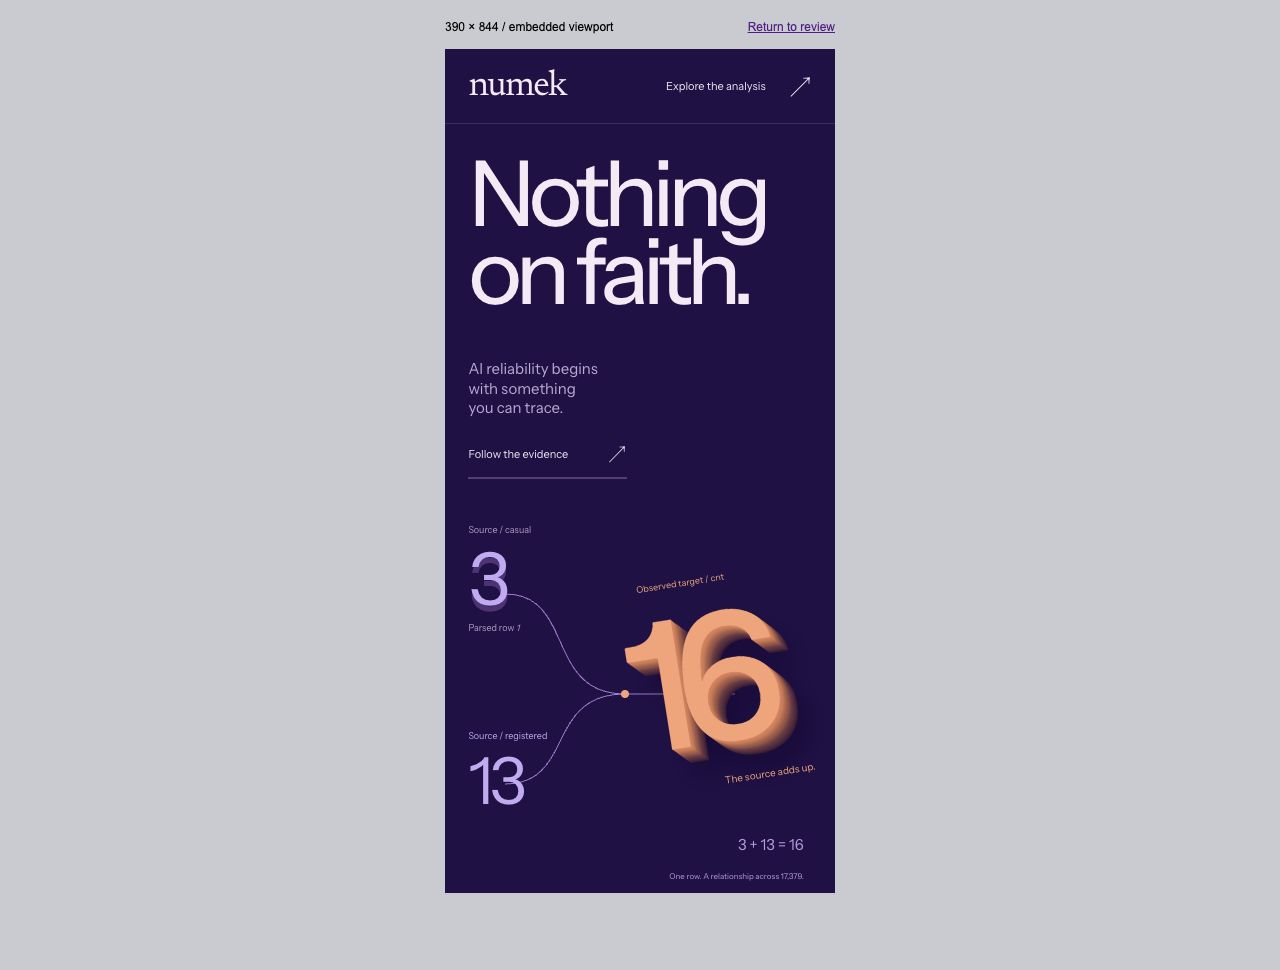 390 × 844 / embedded viewport
Return to review
numek
Explore the analysis
Nothing
on faith.
AI reliability begins
with something
you can trace.
Follow the evidence
Source / casual
3
Parsed row 1
Observed target / cnt
16
Source / registered
13
The source adds up.
3 + 13 = 16
One row. A relationship across 17,379.